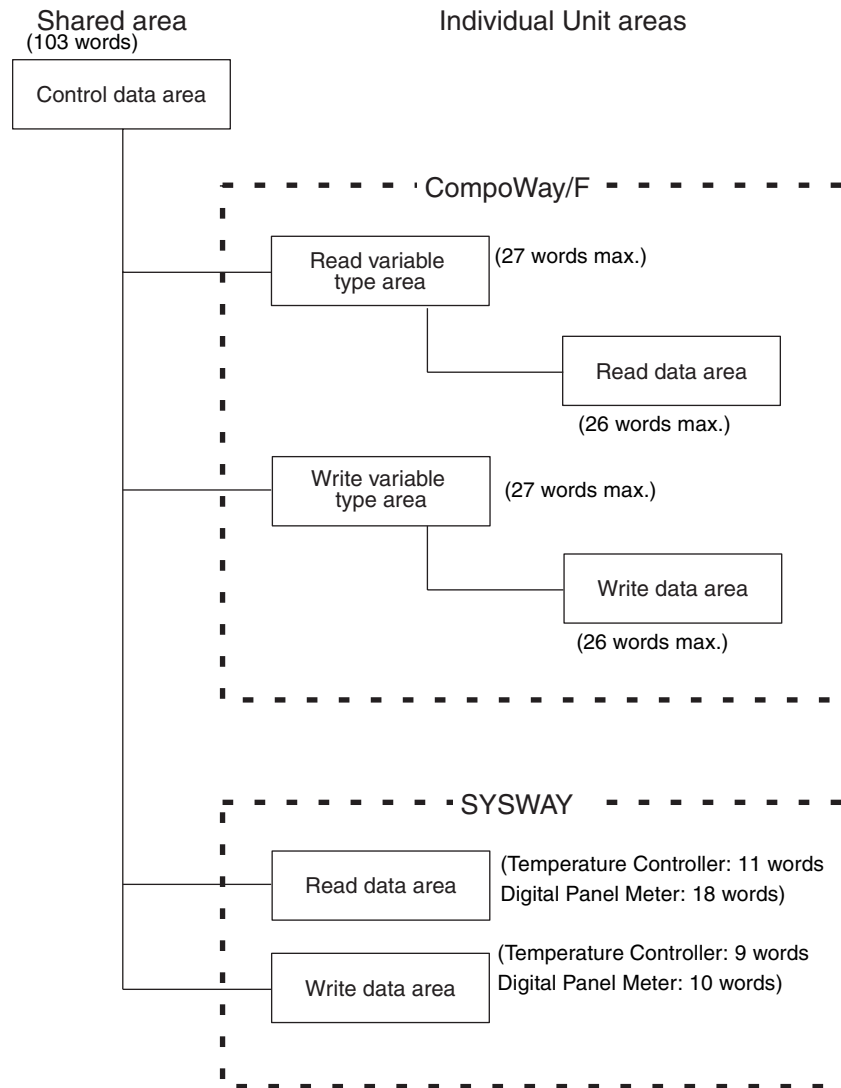 Shared area
(103 words)
Individual Unit areas
Control data area
CompoWay/F
Read variable
type area
(27 words max.)
Read data area
(26 words max.)
Write variable
type area
(27 words max.)
Write data area
(26 words max.)
SYSWAY
Read data area
(Temperature Controller: 11 words
Digital Panel Meter: 18 words)
Write data area
(Temperature Controller: 9 words
Digital Panel Meter: 10 words)